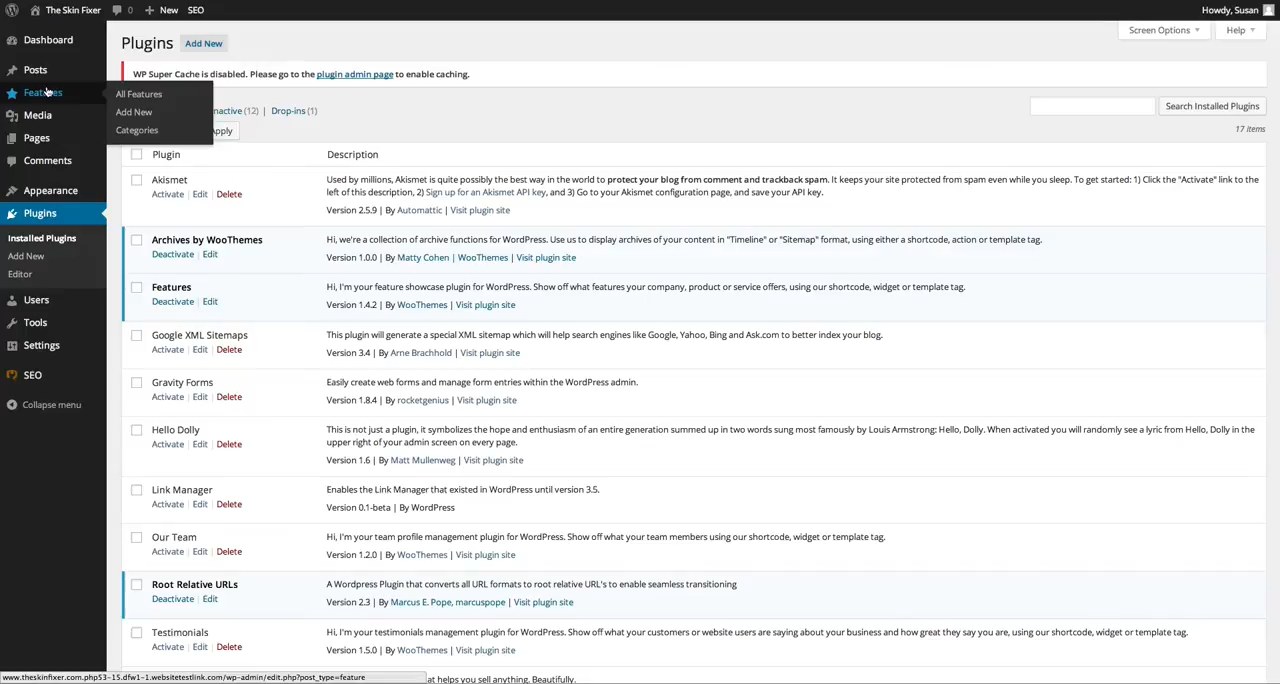 The Skin Fixer 0 New SEO Howdy, Susan
Screen Options Help
Dashboard
Posts
Features
All Features
Add New
Categories
Media
Pages
Comments
Appearance
Plugins
Installed Plugins
Add New
Editor
Users
Tools
Settings
SEO
Collapse menu
Plugins Add New
WP Super Cache is disabled. Please go to the plugin admin page to enable caching.
nactive (12) | Drop-ins (1)
Search Installed Plugins
Apply
17 items
Plugin Description
Akismet
Activate | Edit | Delete
Used by millions, Akismet is quite possibly the best way in the world to protect your blog from comment and trackback spam. It keeps your site protected from spam even while you sleep. To get started: 1) Click the "Activate" link to the
left of this description, 2) Sign up for an Akismet API key, and 3) Go to your Akismet configuration page, and save your API key.
Version 2.5.9 | By Automattic | Visit plugin site
Archives by WooThemes
Deactivate | Edit
Hi, we're a collection of archive functions for WordPress. Use us to display archives of your content in "Timeline" or "Sitemap" format, using either a shortcode, action or template tag.
Version 1.0.0 | By Matty Cohen | WooThemes | Visit plugin site
Features
Deactivate | Edit
Hi, I'm your feature showcase plugin for WordPress. Show off what features your company, product or service offers, using our shortcode, widget or template tag.
Version 1.4.2 | By WooThemes | Visit plugin site
Google XML Sitemaps
Activate | Edit | Delete
This plugin will generate a special XML sitemap which will help search engines like Google, Yahoo, Bing and Ask.com to better index your blog.
Version 3.4 | By Arne Brachhold | Visit plugin site
Gravity Forms
Activate | Edit | Delete
Easily create web forms and manage form entries within the WordPress admin.
Version 1.8.4 | By rocketgenius | Visit plugin site
Hello Dolly
Activate | Edit | Delete
This is not just a plugin, it symbolizes the hope and enthusiasm of an entire generation summed up in two words sung most famously by Louis Armstrong: Hello, Dolly. When activated you will randomly see a lyric from Hello, Dolly in the
upper right of your admin screen on every page.
Version 1.6 | By Matt Mullenweg | Visit plugin site
Link Manager
Activate | Edit | Delete
Enables the Link Manager that existed in WordPress until version 3.5.
Version 0.1-beta | By WordPress
Our Team
Activate | Edit | Delete
Hi, I'm your team profile management plugin for WordPress. Show off what your team members using our shortcode, widget or template tag.
Version 1.2.0 | By WooThemes | Visit plugin site
Root Relative URLs
Deactivate | Edit
A Wordpress Plugin that converts all URL formats to root relative URL's to enable seamless transitioning
Version 2.3 | By Marcus E. Pope, marcuspope | Visit plugin site
Testimonials
Activate | Edit | Delete
Hi, I'm your testimonials management plugin for WordPress. Show off what your customers or website users are saying about your business and how great they say you are, using our shortcode, widget or template tag.
Version 1.5.0 | By WooThemes | Visit plugin site
www.theskinfixer.com.php53-15.dfw1-1.websitetestlink.com/wp-admin/edit.php?post_type=feature
at helps you sell anything. Beautifully.